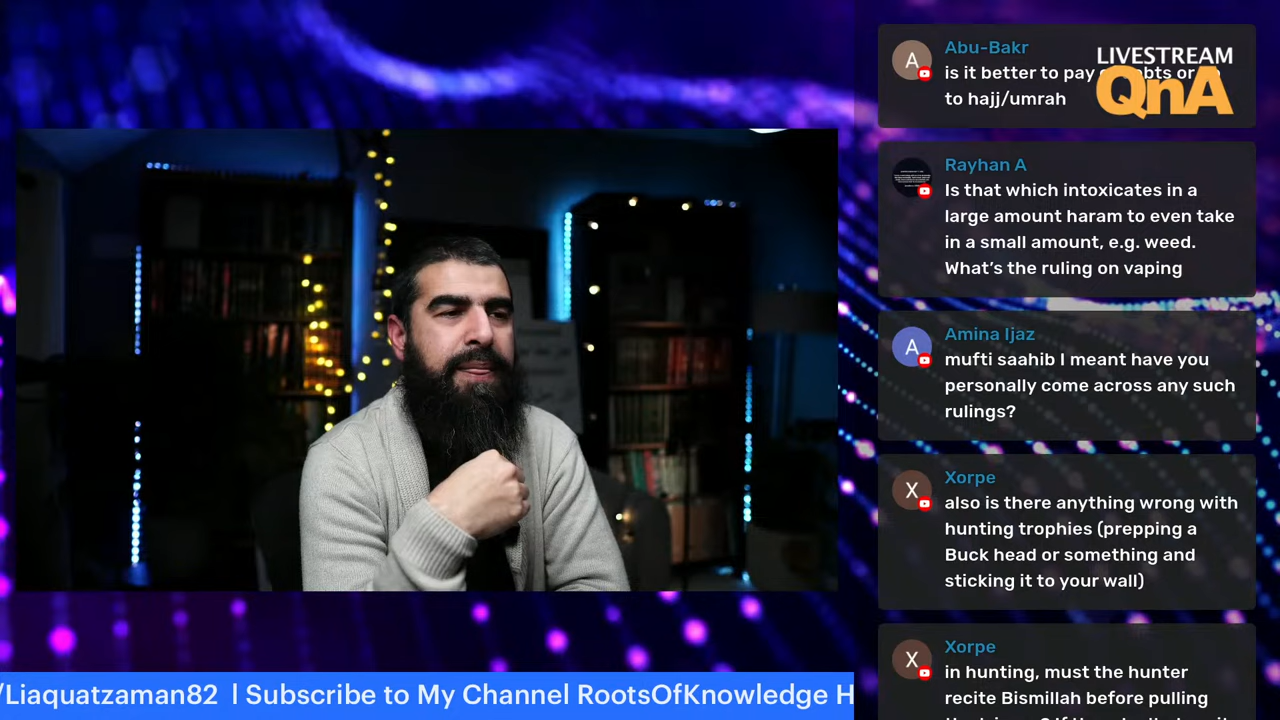 Abu-Bakr
is it better to pay
to hajj/umrah
LIVESTREAM
QnA
Rayhan A
Is that which intoxicates in a
large amount haram to even take
in a small amount, e.g. weed.
What's the ruling on vaping
Amina Ijaz
mufti saahib I meant have you
personally come across any such
rulings?
Xorpe
also is there anything wrong with
hunting trophies (prepping a
Buck head or something and
sticking it to your wall)
Xorpe
in hunting, must the hunter
recite Bismillah before pulling
/Liaquatzaman82 | Subscribe to My Channel RootsOfKnowledge H
A
A
X
X